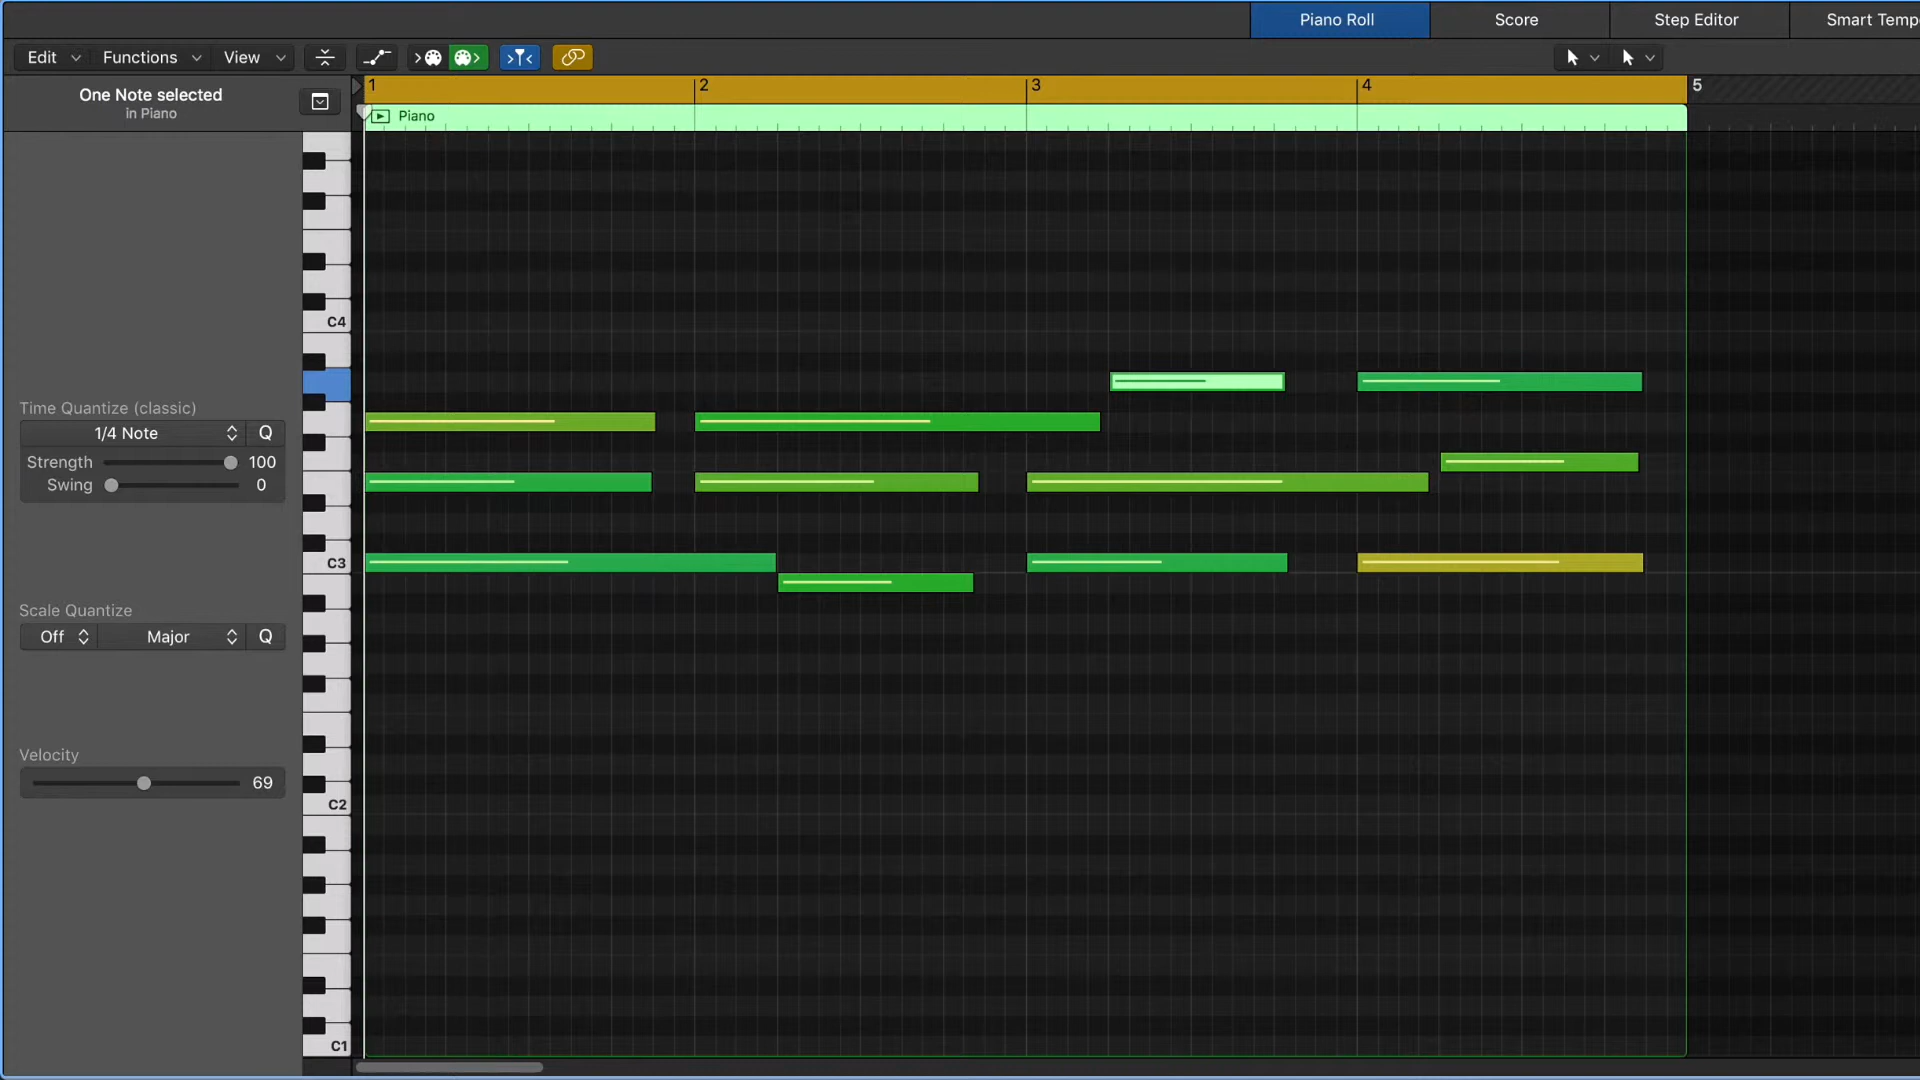 Piano Roll
Score
Step Editor
Smart Temp
Edit
Functions
View
One Note selected
in Piano
1
2
3
4
5
Piano
C4
Time Quantize (classic)
1/4 Note
Q
Strength
100
Swing
0
C3
Scale Quantize
Off
Major
Q
Velocity
69
C2
C1